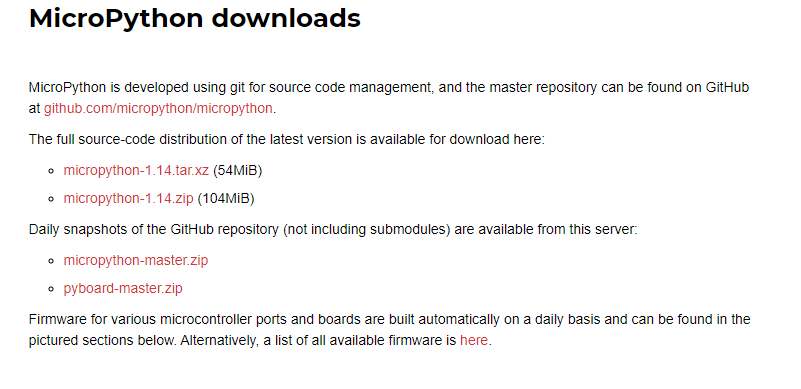 MicroPython downloads
MicroPython is developed using git for source code management, and the master repository can be found on GitHub
at github.com/micropython/micropython.
The full source-code distribution of the latest version is available for download here:
micropython-1.14.tar.xz (54MiB)
micropython-1.14.zip (104MiB)
Daily snapshots of the GitHub repository (not including submodules) are available from this server:
micropython-master.zip
pyboard-master.zip
Firmware for various microcontroller ports and boards are built automatically on a daily basis and can be found in the
pictured sections below. Alternatively, a list of all available firmware is here.